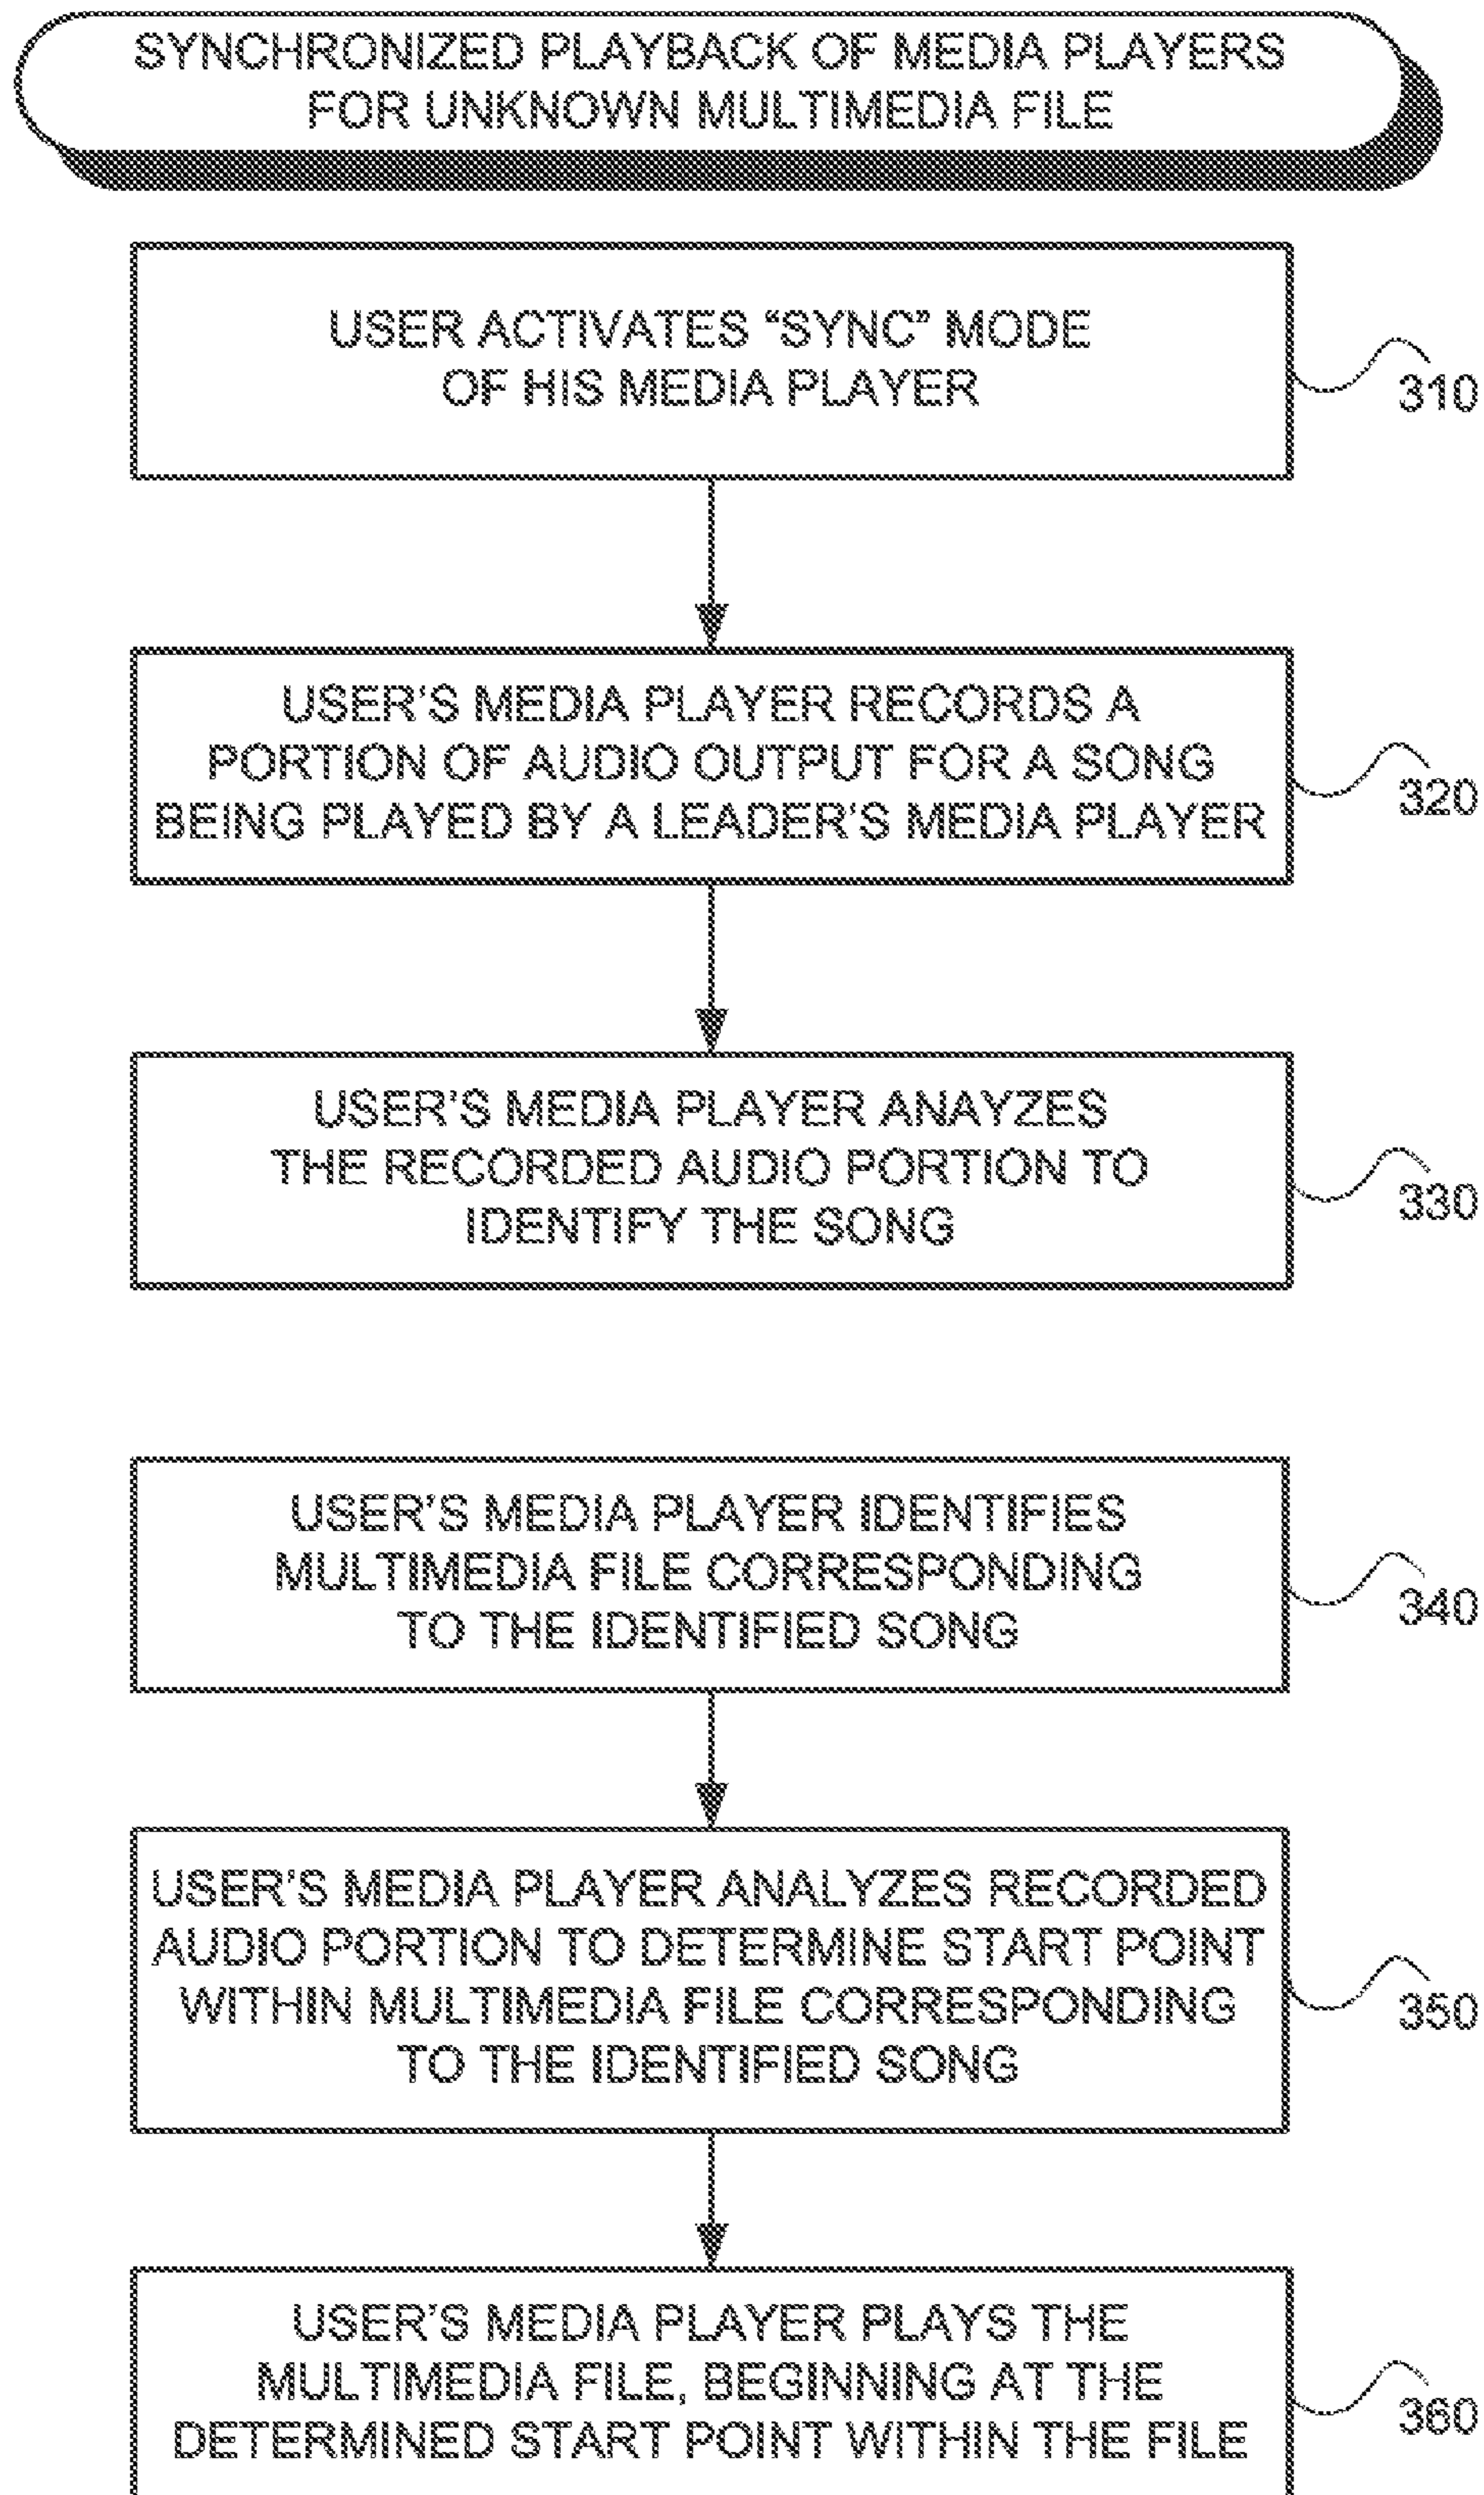 SYNCHRONIZED PLAYBACK OF MEDIA PLAYERS
FOR UNKNOWN MULTIMEDIA FILE
USER ACTIVATES “SYNC” MODE
OF HIS MEDIA PLAYER
310
USER'S MEDIA PLAYER RECORDS A
PORTION OF AUDIO OUTPUT FOR A SONG
BEING PLAYED BY A LEADER'S MEDIA PLAYER
320
USER'S MEDIA PLAYER ANAYZES
THE RECORDED AUDIO PORTION TO
IDENTIFY THE SONG
330
USER'S MEDIA PLAYER IDENTIFIES
MULTIMEDIA FILE CORRESPONDING
TO THE IDENTIFIED SONG
340
USER'S MEDIA PLAYER ANALYZES RECORDED
AUDIO PORTION TO DETERMINE START POINT
WITHIN MULTIMEDIA FILE CORRESPONDING
TO THE IDENTIFIED SONG
350
USER'S MEDIA PLAYER PLAYS THE
MULTIMEDIA FILE, BEGINNING AT THE
DETERMINED START POINT WITHIN THE FILE
360